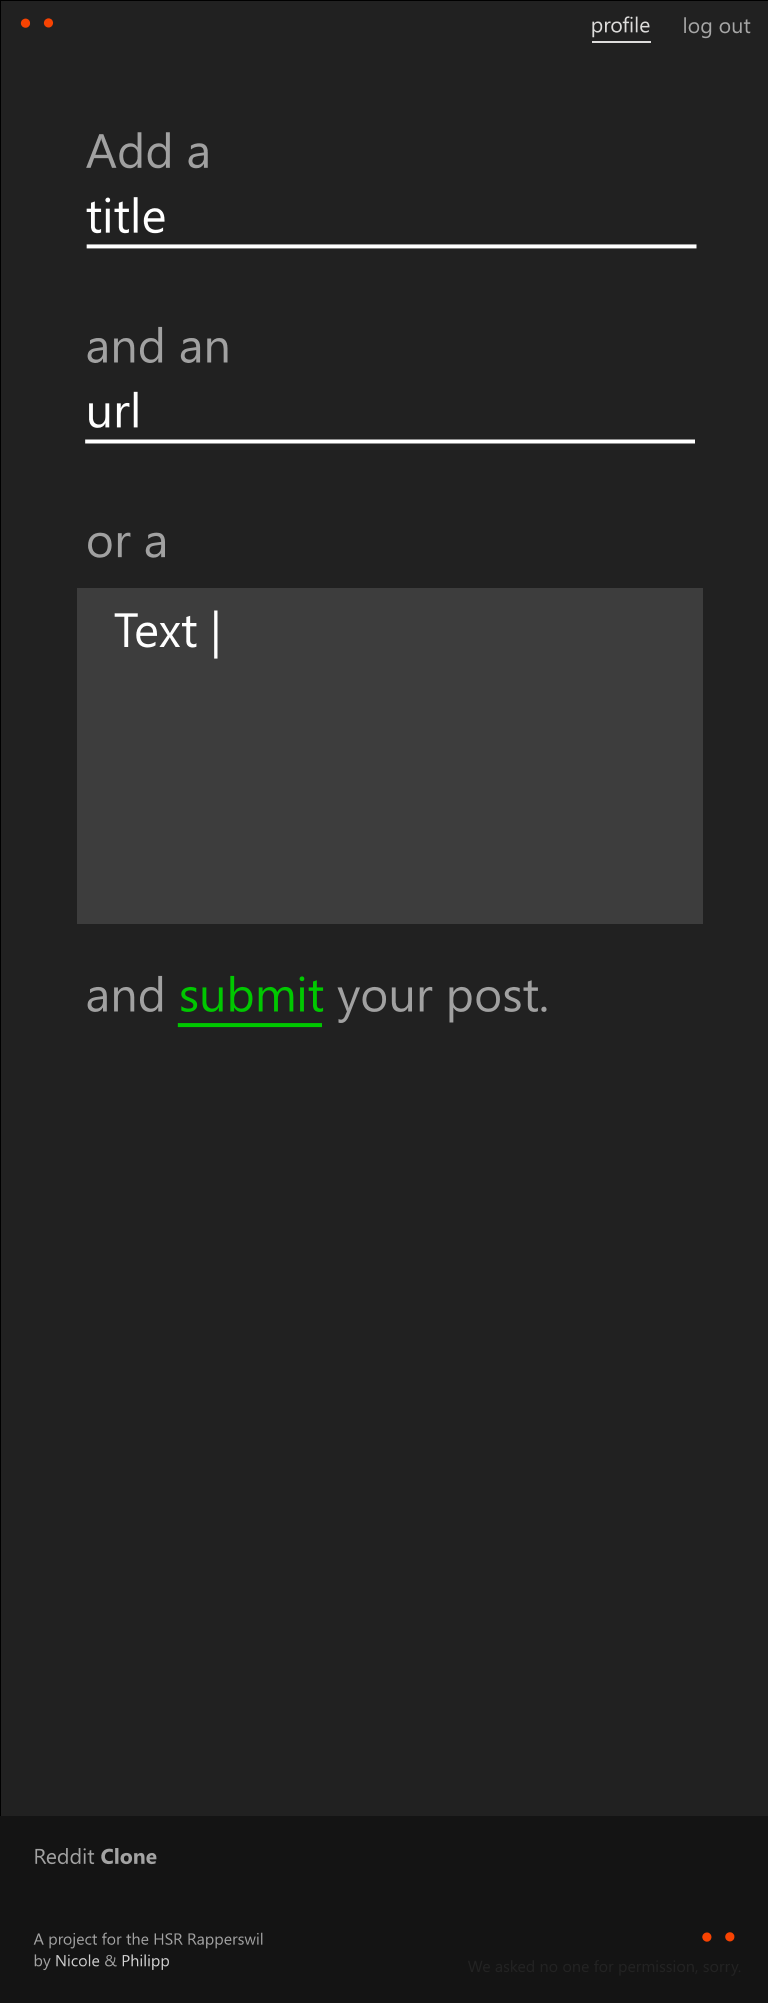 profile log out
Add a
title
and an
url
or a
Text |
and submit your post.
Reddit Clone
A project for the HSR Rapperswil
by Nicole & Philipp
We asked no one for permission, sorry.